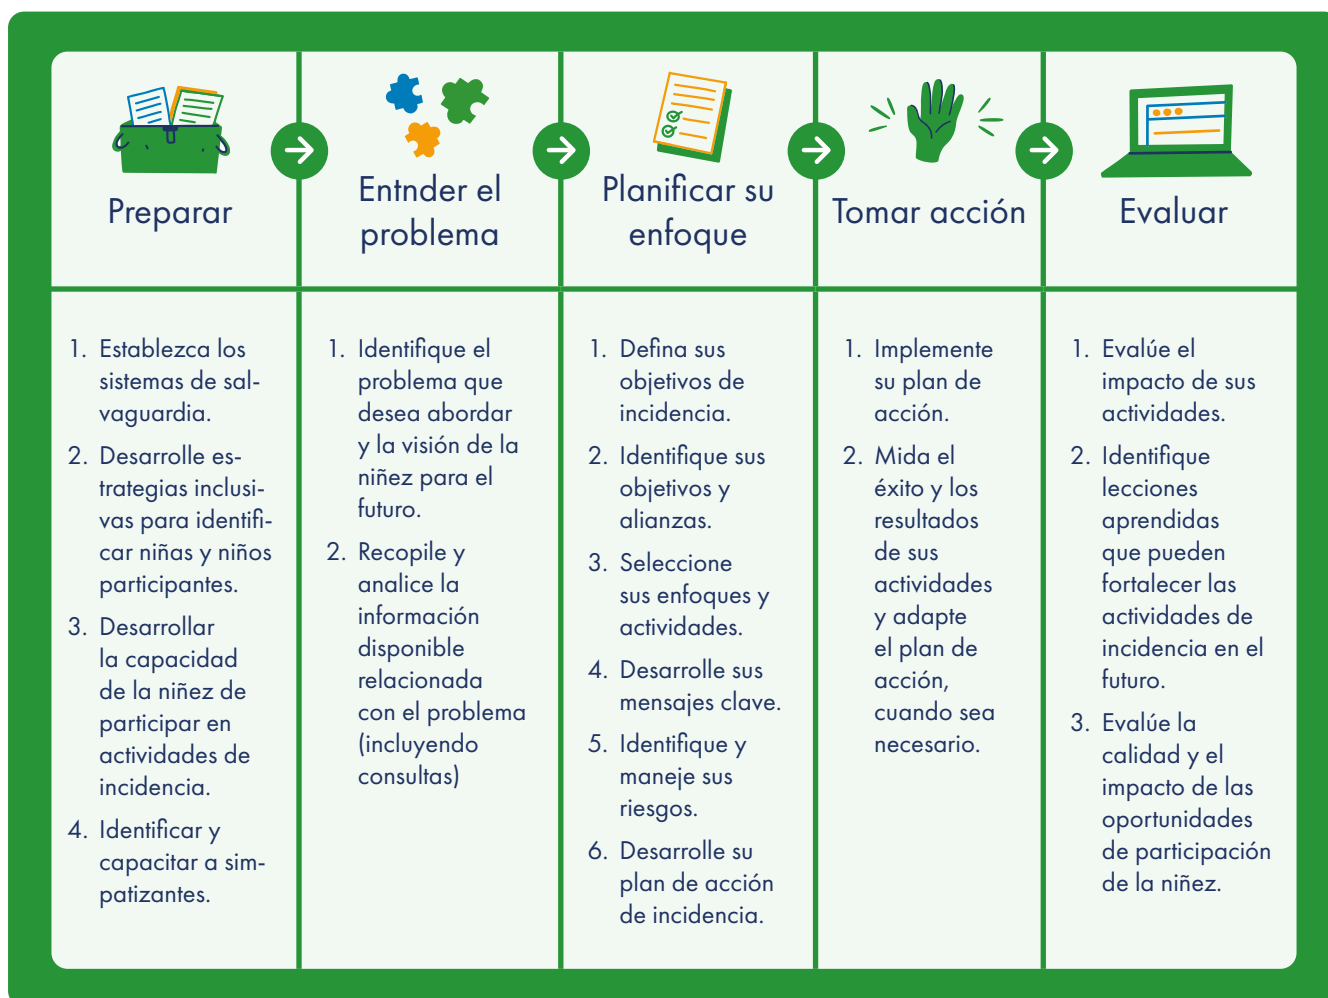 Preparar
Entnder el
problema
Planificar su
enfoque
Tomar acción
Evaluar
1. Establezca los
sistemas de sal-
vaguardia.
2. Desarrolle es-
trategias inclusi-
vas para identifi-
car niñas y niños
participantes.
3. Desarrollar
la capacidad
de la niñez de
participar en
actividades de
incidencia.
4. Identificar y
capacitar a sim-
patizantes.
1. Identifique el
problema que
desea abordar
y la visión de la
niñez para el
futuro.
2. Recopile y
analice la
información
disponible
relacionada
con el problema
(incluyendo
consultas)
1. Defina sus
objetivos de
incidencia.
2. Identifique sus
objetivos y
alianzas.
3. Seleccione
sus enfoques y
actividades.
4. Desarrolle sus
mensajes clave.
5. Identifique y
maneje sus
riesgos.
6. Desarrolle su
plan de acción
de incidencia.
1. Implemente
su plan de
acción.
2. Mida el
éxito y los
resultados
de sus
actividades
y adapte
el plan de
acción,
cuando sea
necesario.
1. Evalúe el
impacto de sus
actividades.
2. Identifique
lecciones
aprendidas
que pueden
fortalecer las
actividades de
incidencia en el
futuro.
3. Evalúe la
calidad y el
impacto de las
oportunidades
de participación
de la niñez.